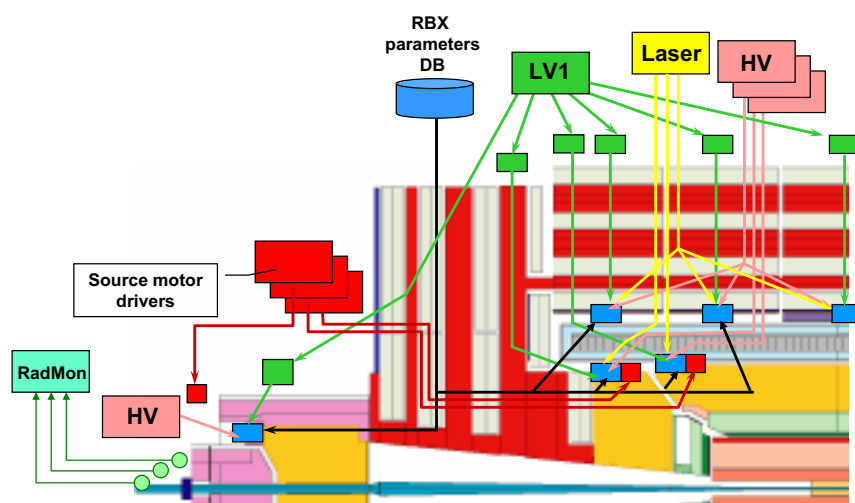 RBX
parameters
DB
LV1
Laser
HV
Source motor
drivers
RadMon
HV